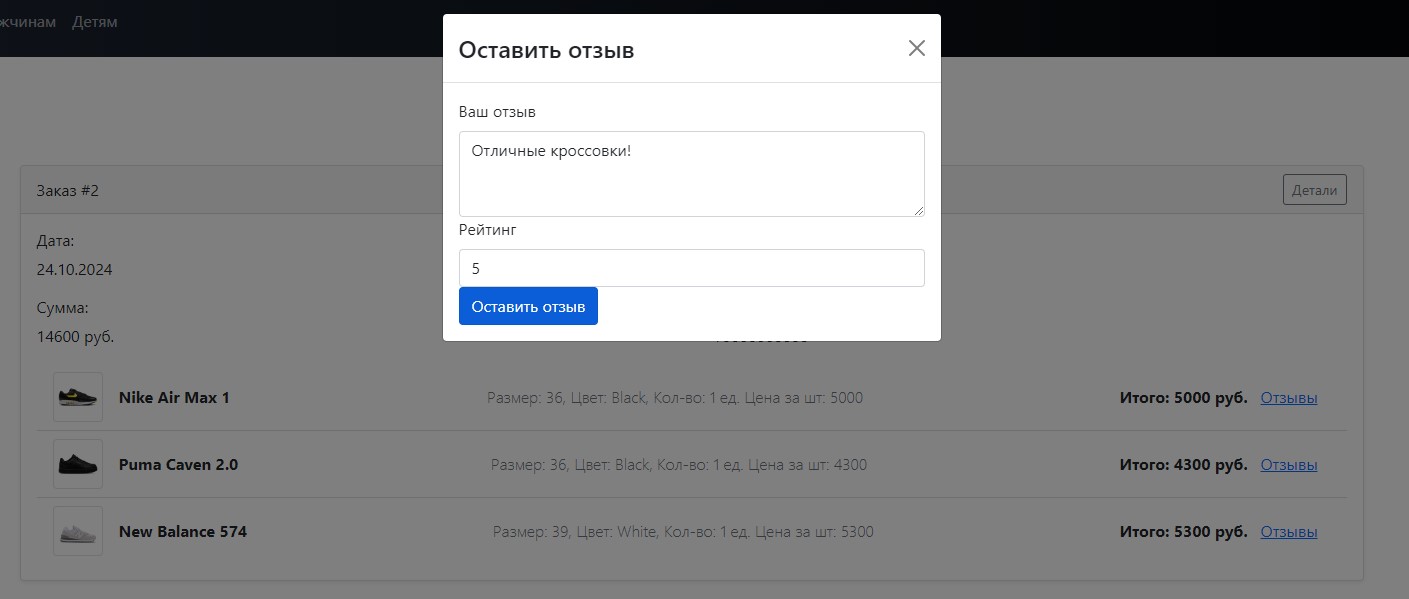 жчинам Детям
Оставить отзыв
Ваш отзыв
Отличные кроссовки!
Заказ #2 Детали
Рейтинг
Дата:
24.10.2024
5
Сумма:
Оставить отзыв
14600 руб.
Nike Air Max 1 Размер: 36, Цвет: Black, Кол-во: 1 ед. Цена за шт: 5000 Итого: 5000 руб. Отзывы
Puma Caven 2.0 Размер: 36, Цвет: Black, Кол-во: 1 ед. Цена за шт: 4300 Итого: 4300 руб. Отзывы
New Balance 574 Размер: 39, Цвет: White, Кол-во: 1 ед. Цена за шт: 5300 Итого: 5300 руб. Отзывы